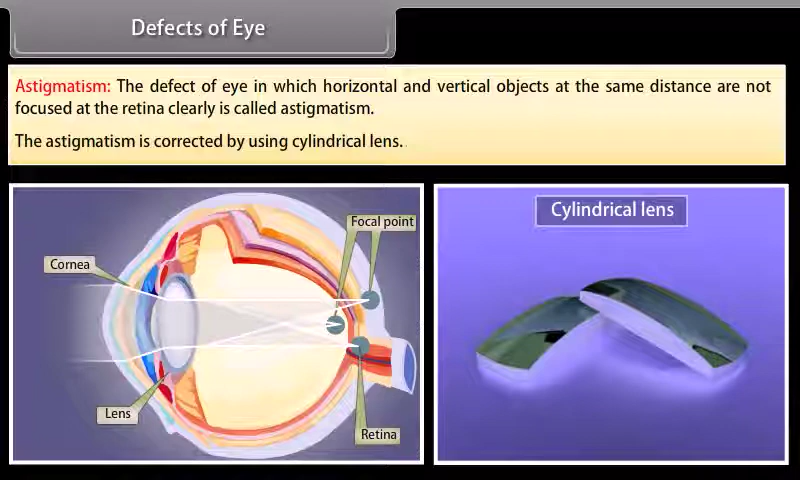 Defects of Eye
Astigmatism: The defect of eye in which horizontal and vertical objects at the same distance are not
focused at the retina clearly is called astigmatism.
The astigmatism is corrected by using cylindrical lens.
Focal point
Cornea
Lens
Retina
Cylindrical lens